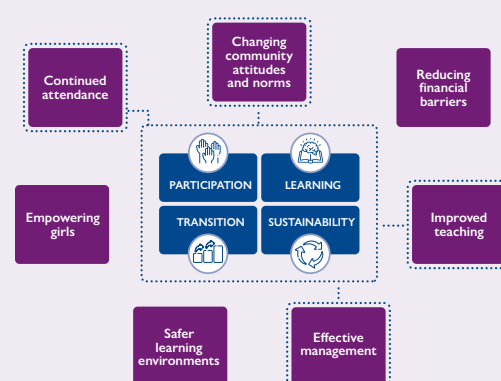 Changing
community
attitudes
and norms
Continued
attendance
Reducing
financial
barriers
PARTICIPATION
LEARNING
TRANSITION
SUSTAINABILITY
Empowering
girls
Improved
teaching
Safer
learning
environments
Effective
management